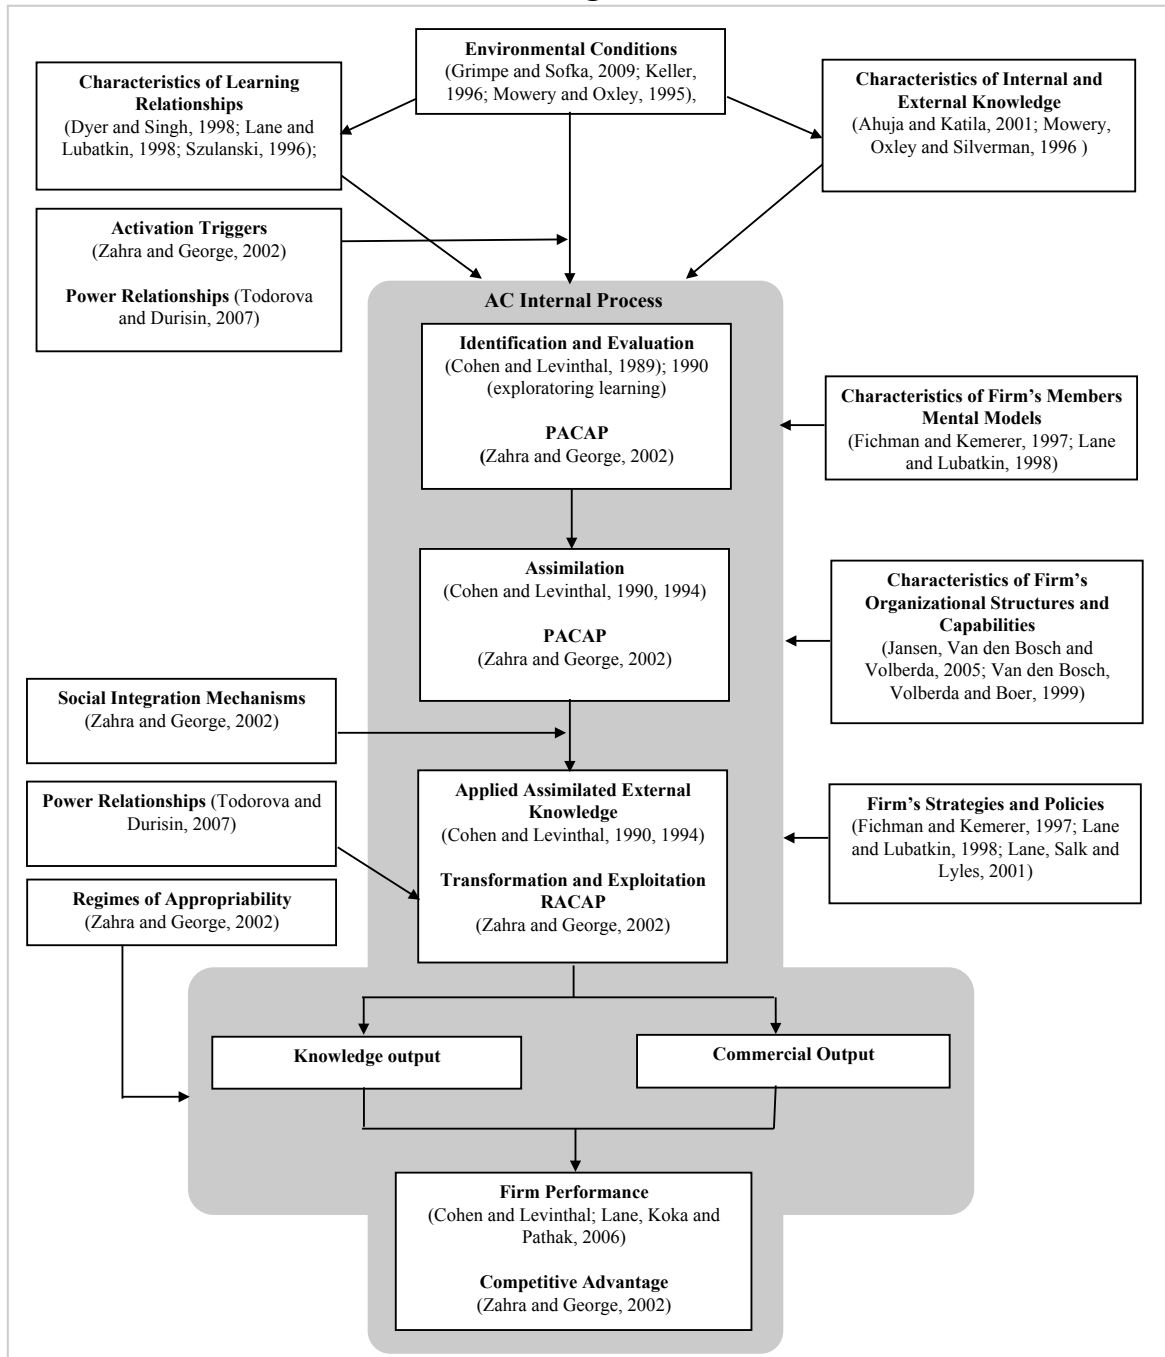 Environmental Conditions
(Grimpe and Sofka, 2009; Keller,
1996; Mowery and Oxley, 1995),
Characteristics of Learning
Relationships
(Dyer and Singh, 1998; Lane and
Lubatkin, 1998; Szulanski, 1996);
Characteristics of Internal and
External Knowledge
(Ahuja and Katila, 2001; Mowery,
Oxley and Silverman, 1996 )
Activation Triggers
(Zahra and George, 2002)
Power Relationships (Todorova
and Durisin, 2007)
AC Internal Process
Identification and Evaluation
(Cohen and Levinthal, 1989); 1990
(exploratoring learning)
PACAP
(Zahra and George, 2002)
Characteristics of Firm’s Members
Mental Models
(Fichman and Kemerer, 1997; Lane
and Lubatkin, 1998)
Assimilation
(Cohen and Levinthal, 1990, 1994)
PACAP
(Zahra and George, 2002)
Characteristics of Firm’s
Organizational Structures and
Capabilities
(Jansen, Van den Bosch and
Volberda, 2005; Van den Bosch,
Volberda and Boer, 1999)
Social Integration Mechanisms
(Zahra and George, 2002)
Power Relationships (Todorova and
Durisin, 2007)
Applied Assimilated External
Knowledge
(Cohen and Levinthal, 1990, 1994)
Transformation and Exploitation
RACAP
(Zahra and George, 2002)
Firm’s Strategies and Policies
(Fichman and Kemerer, 1997; Lane
and Lubatkin, 1998; Lane, Salk and
Lyles, 2001)
Regimes of Appropriability
(Zahra and George, 2002)
Knowledge output
Commercial Output
Firm Performance
(Cohen and Levinthal; Lane, Koka and
Pathak, 2006)
Competitive Advantage
(Zahra and George, 2002)